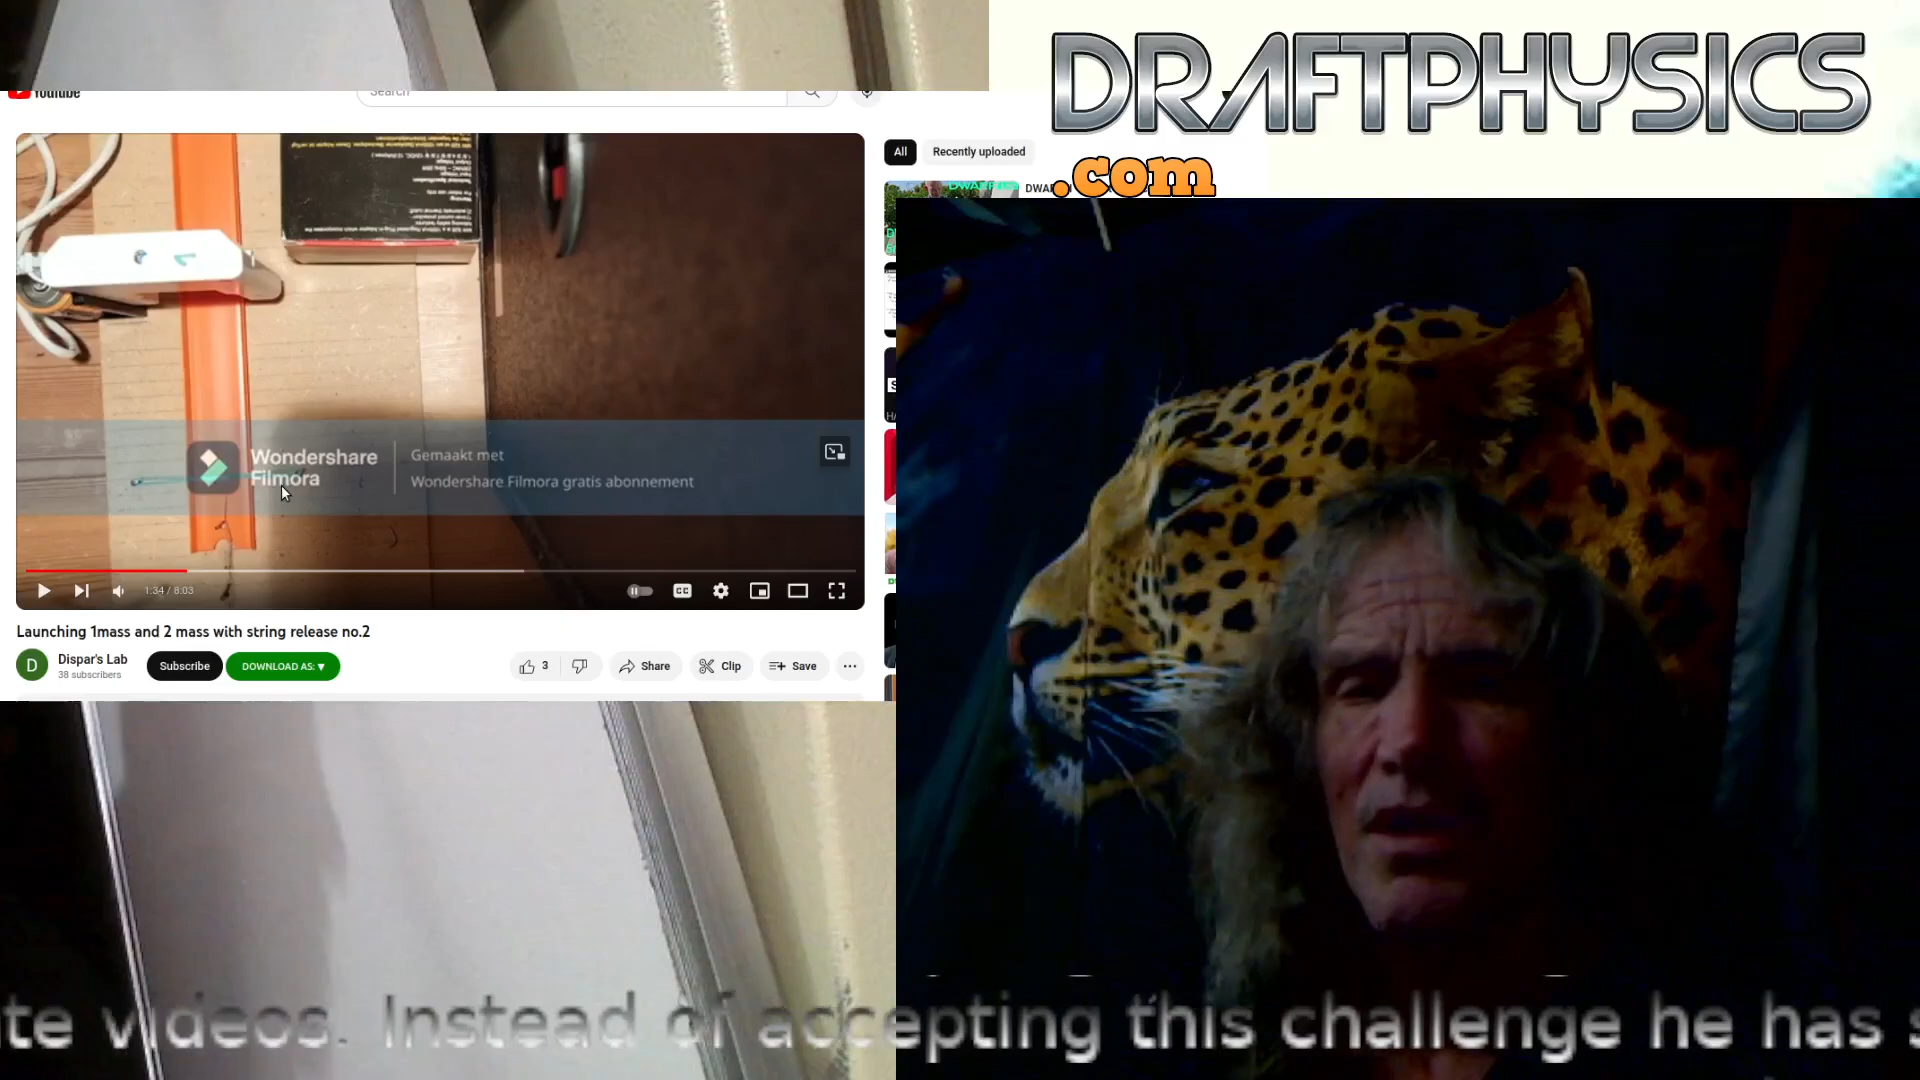 DRAFTPHYSICS
.com
YouTube
Search
All
Recently uploaded
Wondershare
Filmora
Gemaakt met
Wondershare Filmora gratis abonnement
1:34 / 8:03
CC
Launching 1mass and 2 mass with string release no.2
D
Dispar's Lab
38 subscribers
Subscribe
DOWNLOAD AS: ▼
3
Share
Clip
Save
te videos. Instead of accepting this challenge he has s